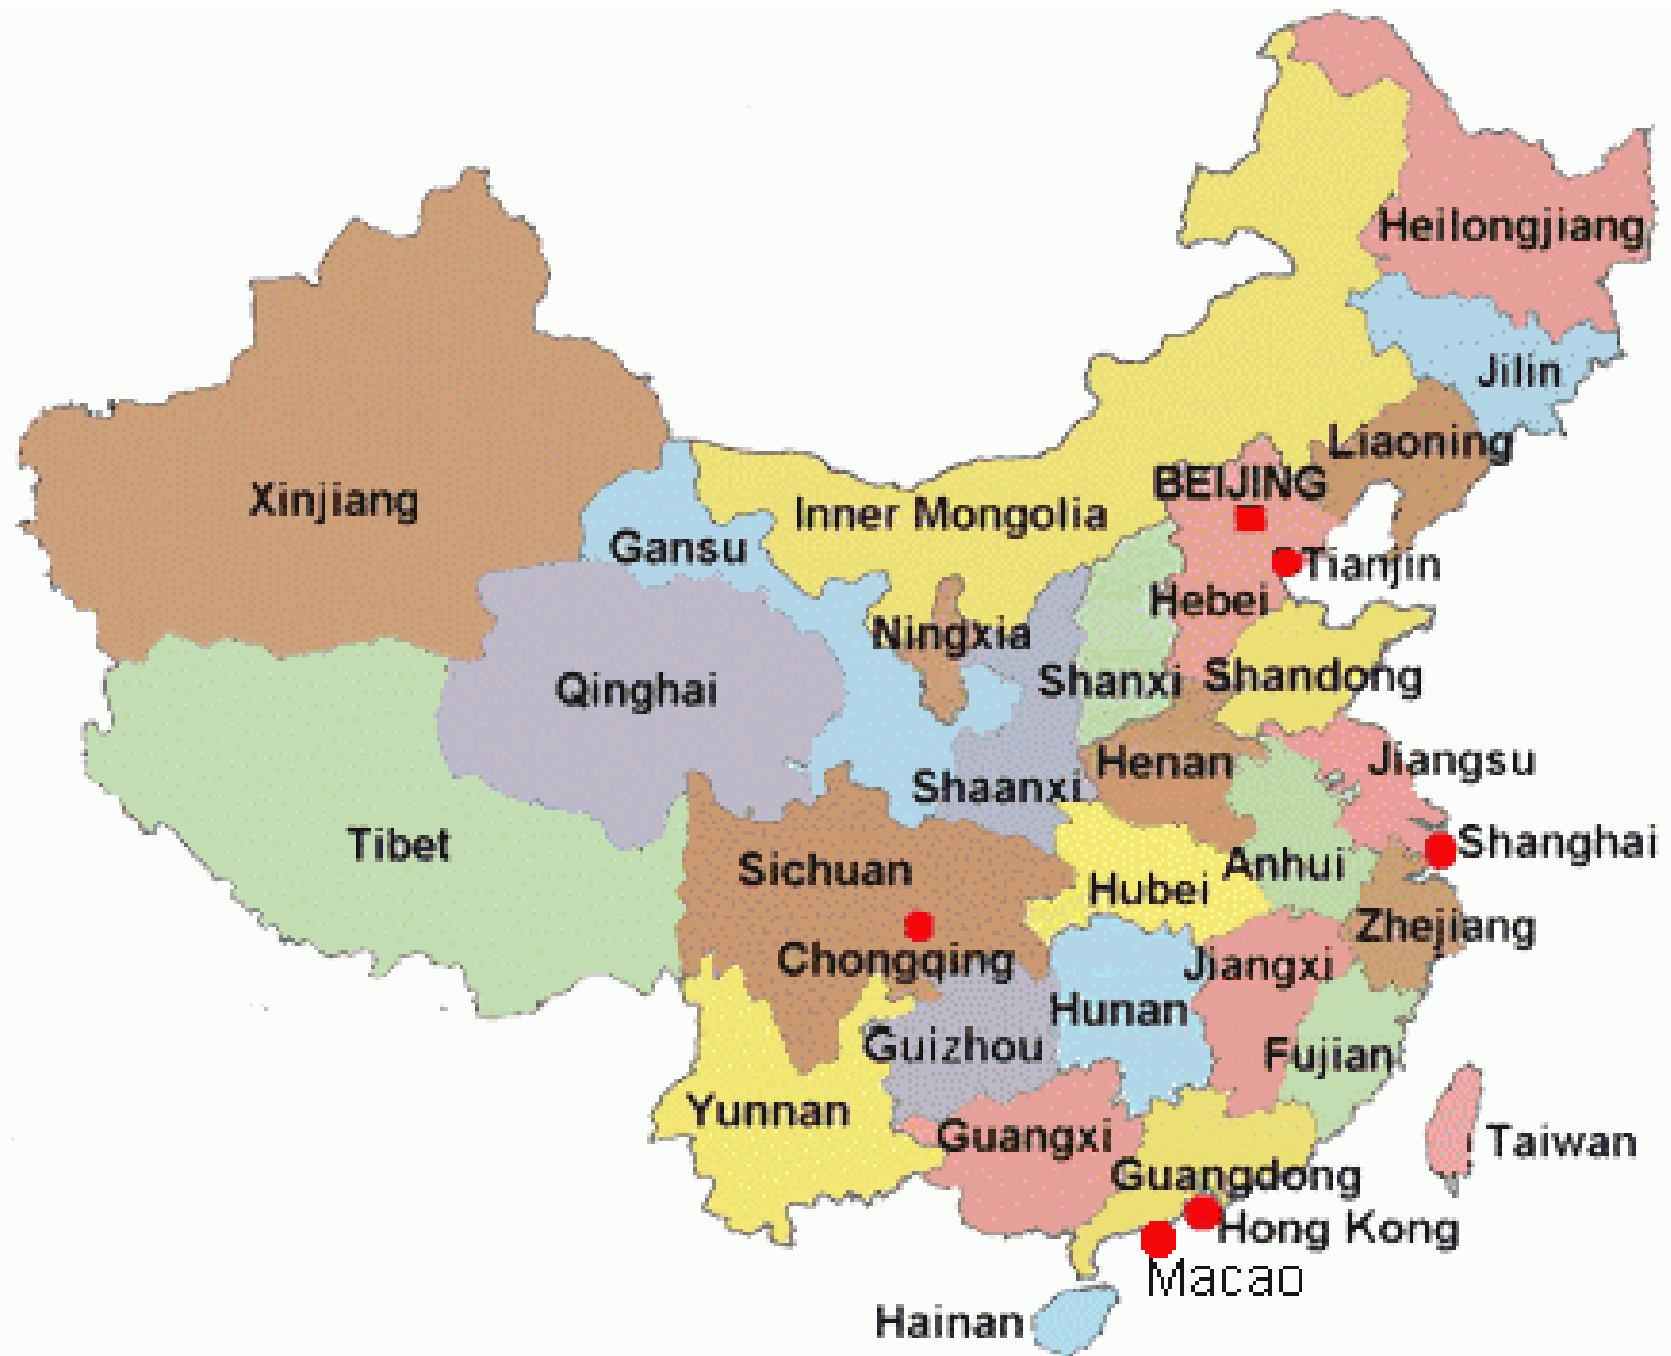 Heilongjiang
Jilin
Liaoning
BEIJING
Xinjiang
Inner Mongolia
Gansu
Tianjin
Hebei
Ningxia
Qinghai
Shanxi
Shandong
Henan
Jiangsu
Shaanxi
Tibet
Shanghai
Sichuan
Anhui
Hubei
Zhejiang
Chongqing
Jiangxi
Hunan
Guizhou
Fujian
Yunnan
Guangxi
Taiwan
Guangdong
Hong Kong
Macao
Hainan